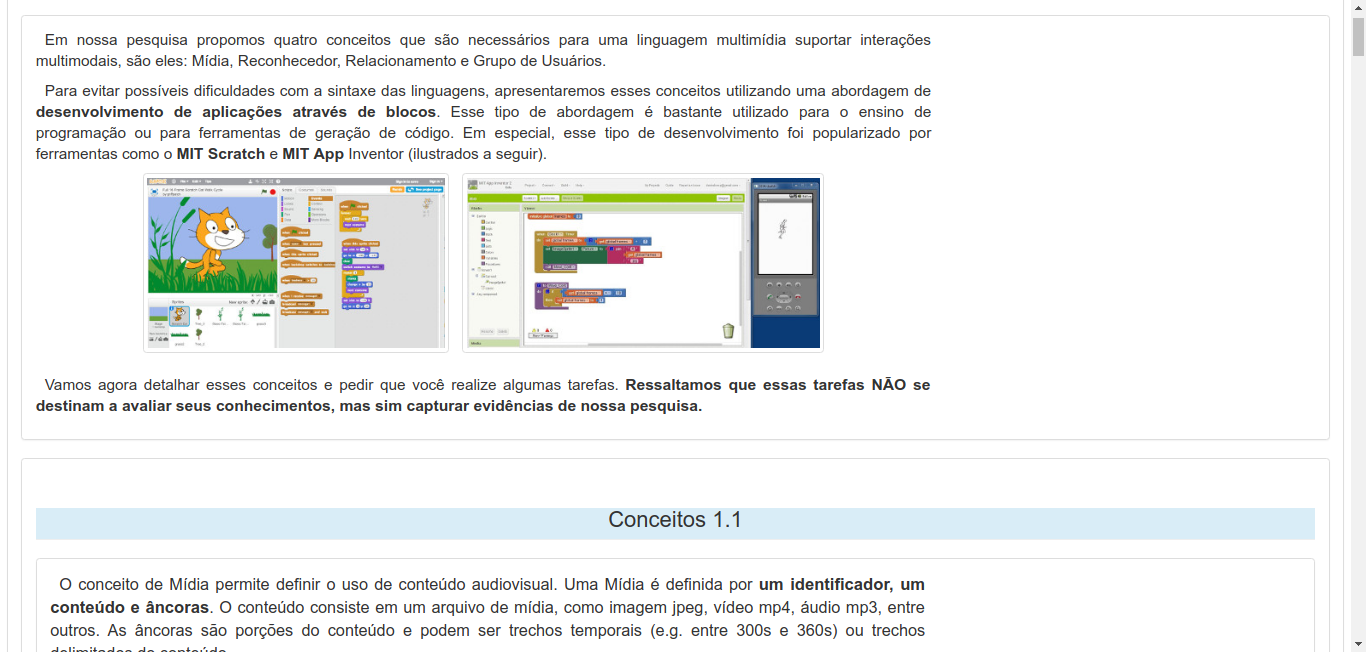 Em nossa pesquisa propomos quatro conceitos que são necessários para uma linguagem multimídia suportar interações
multimodais, são eles: Mídia, Reconhecedor, Relacionamento e Grupo de Usuários.
Para evitar possíveis dificuldades com a sintaxe das linguagens, apresentaremos esses conceitos utilizando uma abordagem de
desenvolvimento de aplicações através de blocos. Esse tipo de abordagem é bastante utilizado para o ensino de
programação ou para ferramentas de geração de código. Em especial, esse tipo de desenvolvimento foi popularizado por
ferramentas como o MIT Scratch e MIT App Inventor (ilustrados a seguir).
Vamos agora detalhar esses conceitos e pedir que você realize algumas tarefas. Ressaltamos que essas tarefas NÃO se
destinam a avaliar seus conhecimentos, mas sim capturar evidências de nossa pesquisa.
Conceitos 1.1
O conceito de Mídia permite definir o uso de conteúdo audiovisual. Uma Mídia é definida por um identificador, um
conteúdo e âncoras. O conteúdo consiste em um arquivo de mídia, como imagem jpeg, vídeo mp4, áudio mp3, entre
outros. As âncoras são porções do conteúdo e podem ser trechos temporais (e.g. entre 300s e 360s) ou trechos